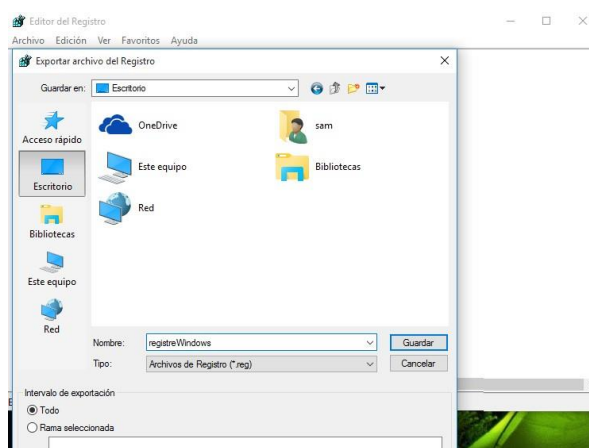 Editor del Registro
Archivo Edición Ver Favoritos Ayuda
Exportar archivo del Registro
Guardar en: Escritorio
Acceso rápido
Escritorio
Bibliotecas
Este equipo
Red
OneDrive
sam
Este equipo
Bibliotecas
Red
Nombre: registreWindows Guardar
Tipo: Archivos de Registro (*.reg) Cancelar
Intervalo de exportación
Todo
Rama seleccionada